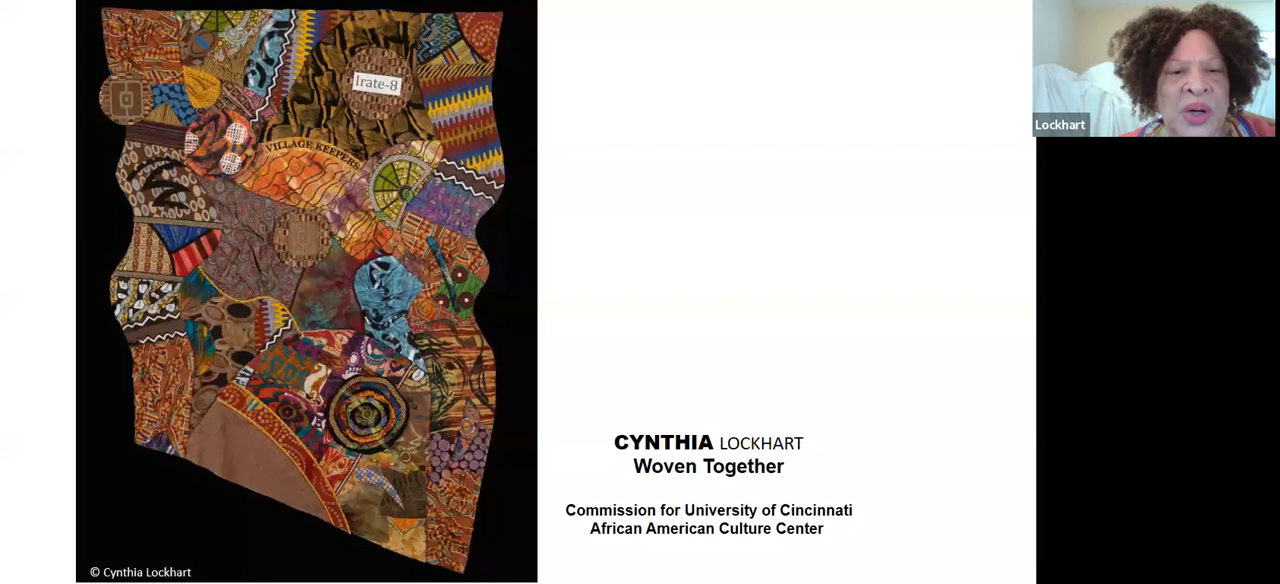 Irate-8
VILLAGE KEEPERS
Lockhart
CYNTHIA LOCKHART
Woven Together
Commission for University of Cincinnati
African American Culture Center
© Cynthia Lockhart